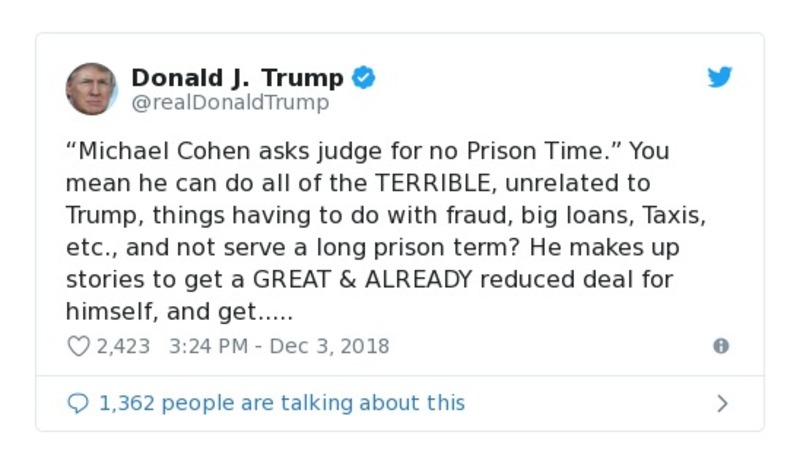 Donald J. Trump
@realDonaldTrump
“Michael Cohen asks judge for no Prison Time.” You
mean he can do all of the TERRIBLE, unrelated to
Trump, things having to do with fraud, big loans, Taxis,
etc., and not serve a long prison term? He makes up
stories to get a GREAT & ALREADY reduced deal for
himself, and get.....
2,423 3:24 PM - Dec 3, 2018
1,362 people are talking about this